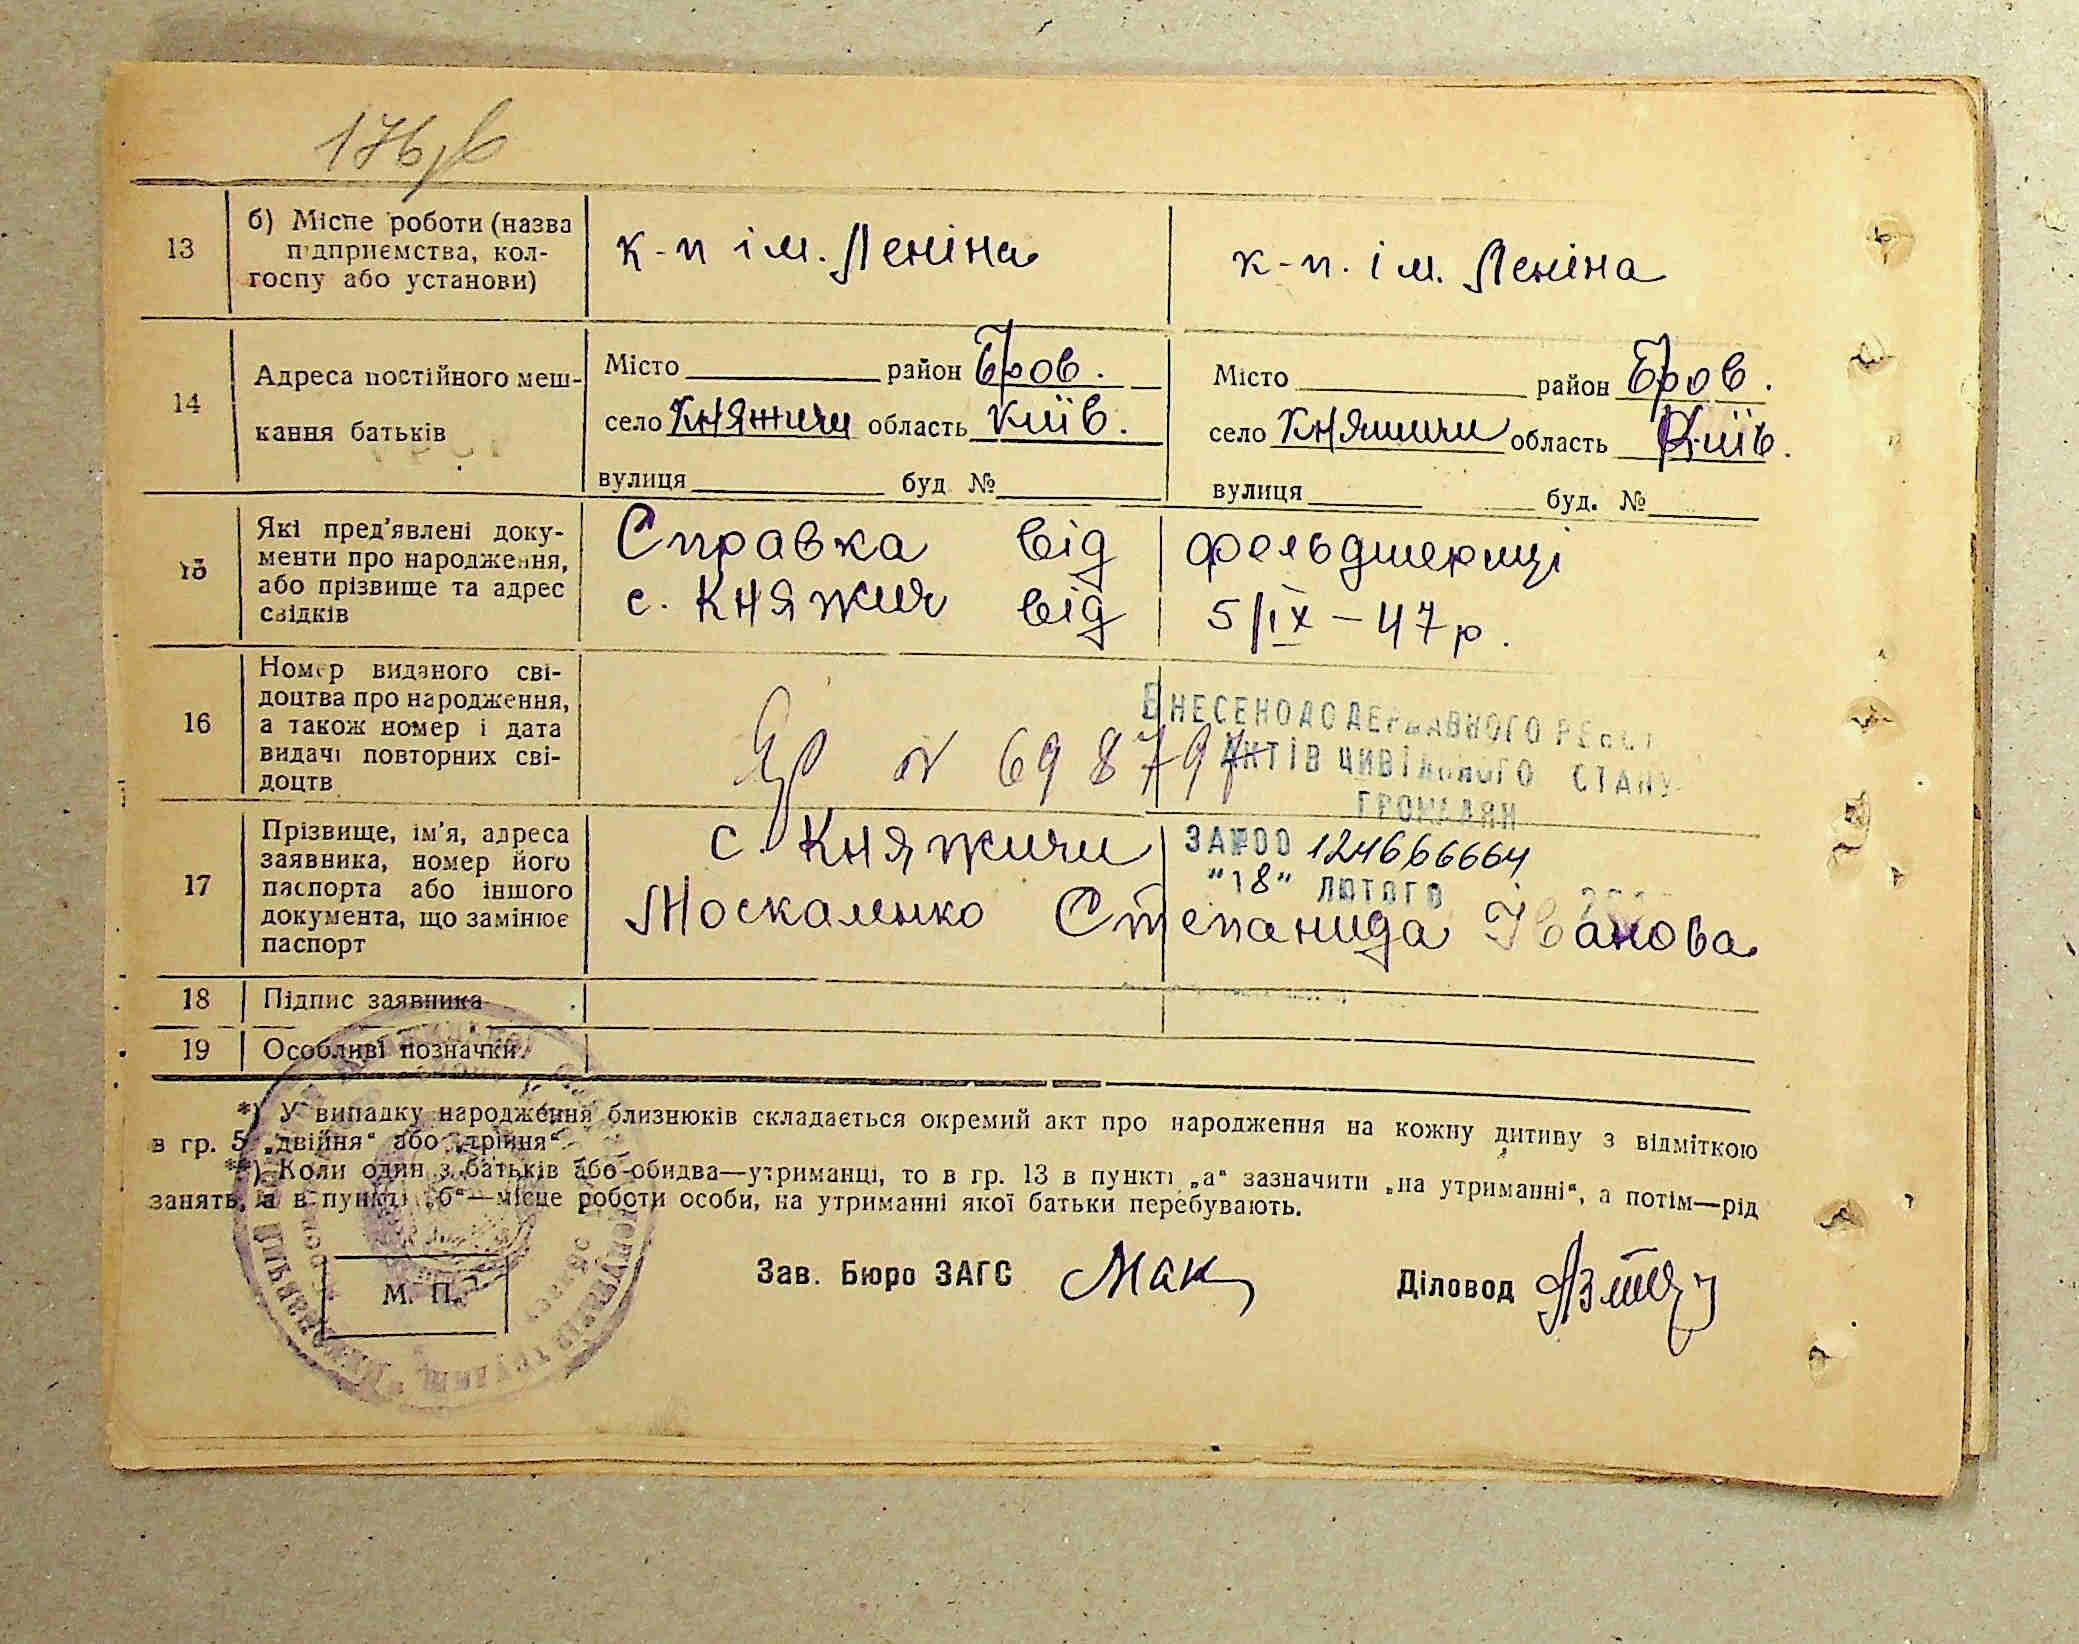 13
б) Місце роботи (назва
підприємства, кол-
госпу або установи)
к-п ім. Леніна
к-п. ім. Леніна
14
Адреса постійного меш-
кання батьків
Місто район Бров.
село Княжичи область Київ.
вулиця буд №
Місто район Бров.
село Княжичи область Київ.
вулиця буд. №
15
Які пред'явлені доку-
менти про народження,
або прізвище та адрес
свідків
Справка від фельдшериці
с. Княжич від 5/IX – 47 р.
16
Номер виданого сві-
доцтва про народження,
а також номер і дата
видачі повторних сві-
доцтв
N 698797
ВНЕСЕНО ДО ДЕРЖАВНОГО РЕЄСТ
АКТІВ ЦИВІЛЬНОГО СТАНУ
ГРОМАДЯН
ЗА №00 124666664
"18" ЛЮТОГО
17
Прізвище, ім'я, адреса
заявника, номер його
паспорта або іншого
документа, що замінює
паспорт
с. Княжичи
Москаленко Степанида Іванова
18 Підпис заявника
19 Особливі позначки
*) У випадку народження близнюків складається окремий акт про народження на кожну дитину з відміткою
в гр. 5 „двійня“ або „трійня“
**) Коли один з батьків або обидва—утриманці, то в гр. 13 в пункті „а“ зазначити „на утриманні“, а потім—рід
занять, а в пункті „б“—місце роботи особи, на утриманні якої батьки перебувають.
М. П.
Зав. Бюро ЗАГС
Діловод